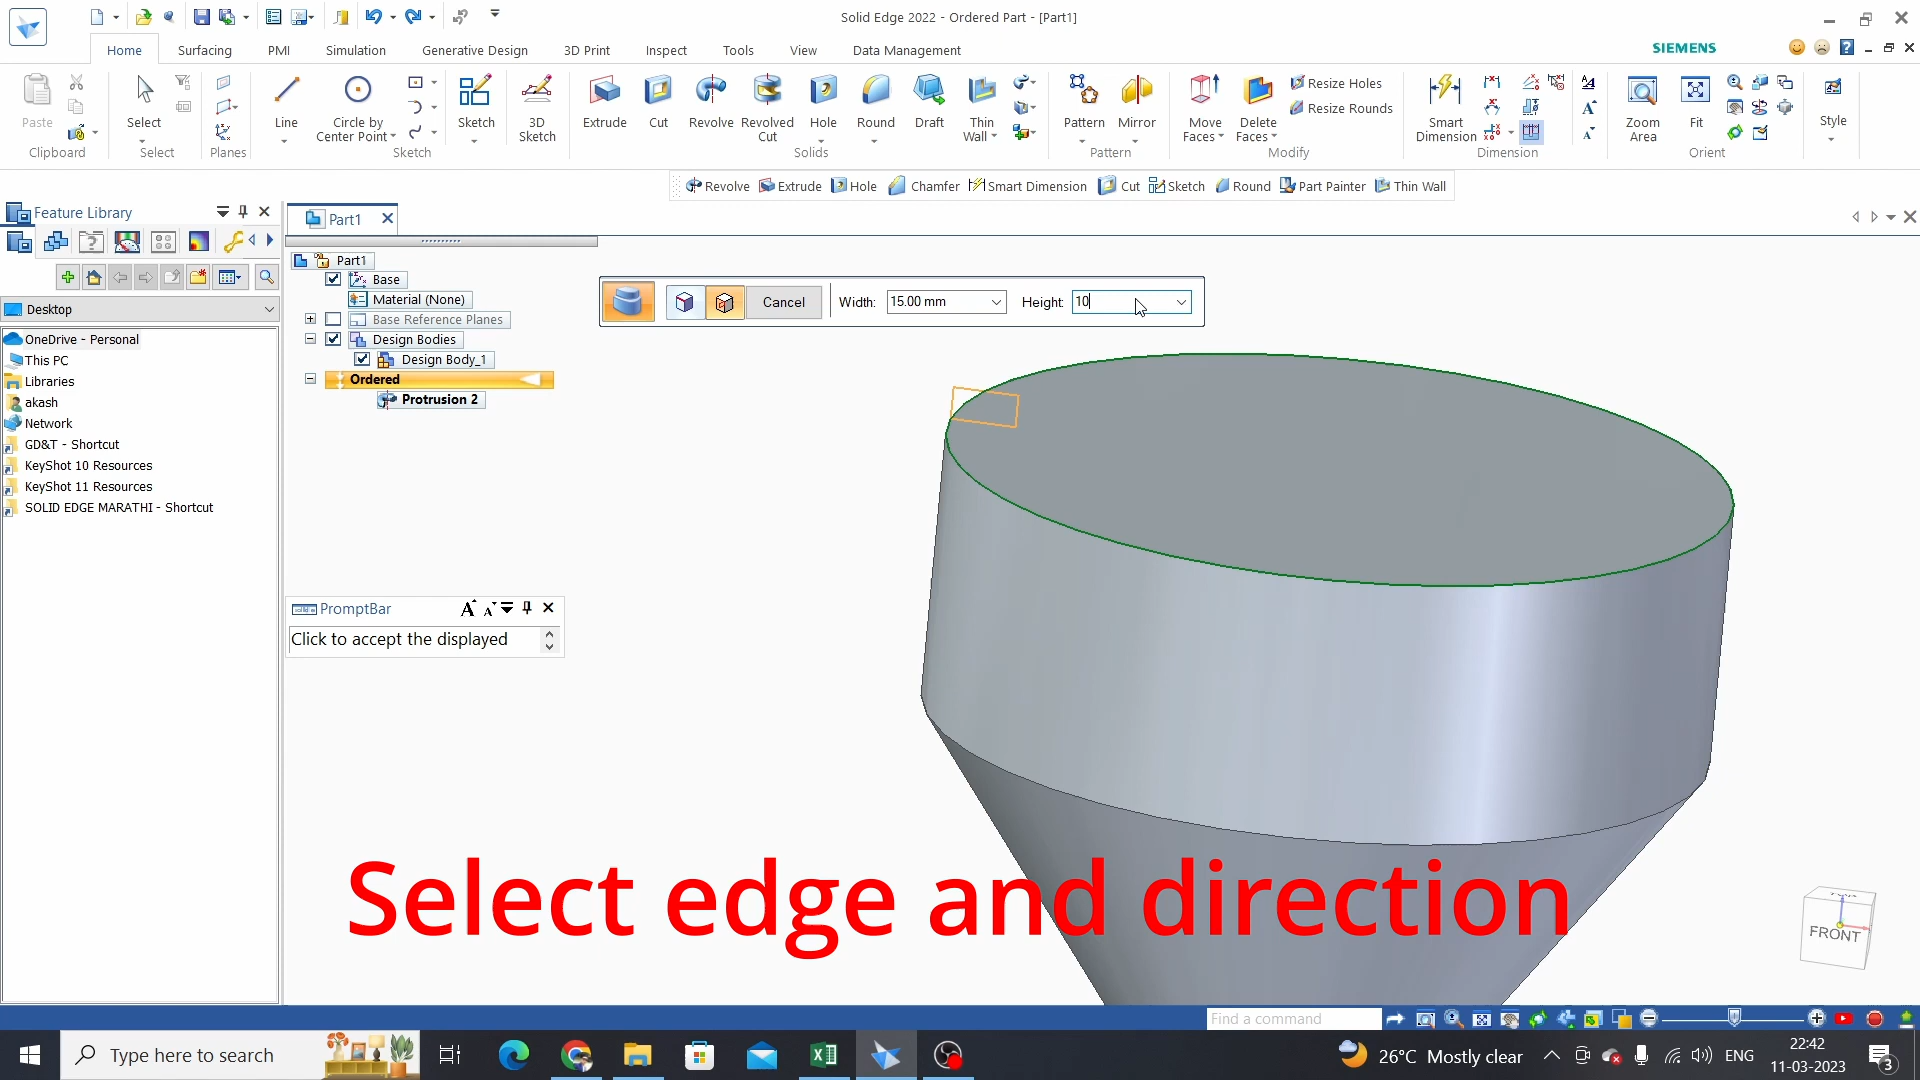 Solid Edge 2022 - Ordered Part - [Part1]
Home
Surfacing
PMI
Simulation
Generative Design
3D Print
Inspect
Tools
View
Data Management
SIEMENS
Paste
Clipboard
Select
Select
Planes
Line
Circle by
Center Point
Sketch
Sketch
3D
Sketch
Extrude
Cut
Revolve
Revolved
Cut
Hole
Round
Draft
Thin
Wall
Solids
Pattern
Mirror
Pattern
Move
Faces
Delete
Faces
Resize Holes
Resize Rounds
Modify
Smart
Dimension
Dimension
Zoom
Area
Fit
Orient
Style
Revolve
Extrude
Hole
Chamfer
Smart Dimension
Cut
Sketch
Round
Part Painter
Thin Wall
Feature Library
Desktop
OneDrive - Personal
This PC
Libraries
akash
Network
GD&T - Shortcut
KeyShot 10 Resources
KeyShot 11 Resources
SOLID EDGE MARATHI - Shortcut
Part1
Part1
Base
Material (None)
Base Reference Planes
Design Bodies
Design Body_1
Ordered
Protrusion 2
PromptBar
Click to accept the displayed
Cancel
Width: 15.00 mm
Height: 10
FRONT
Select edge and direction
Find a command
Type here to search
26°C Mostly clear
ENG
22:42
11-03-2023
3